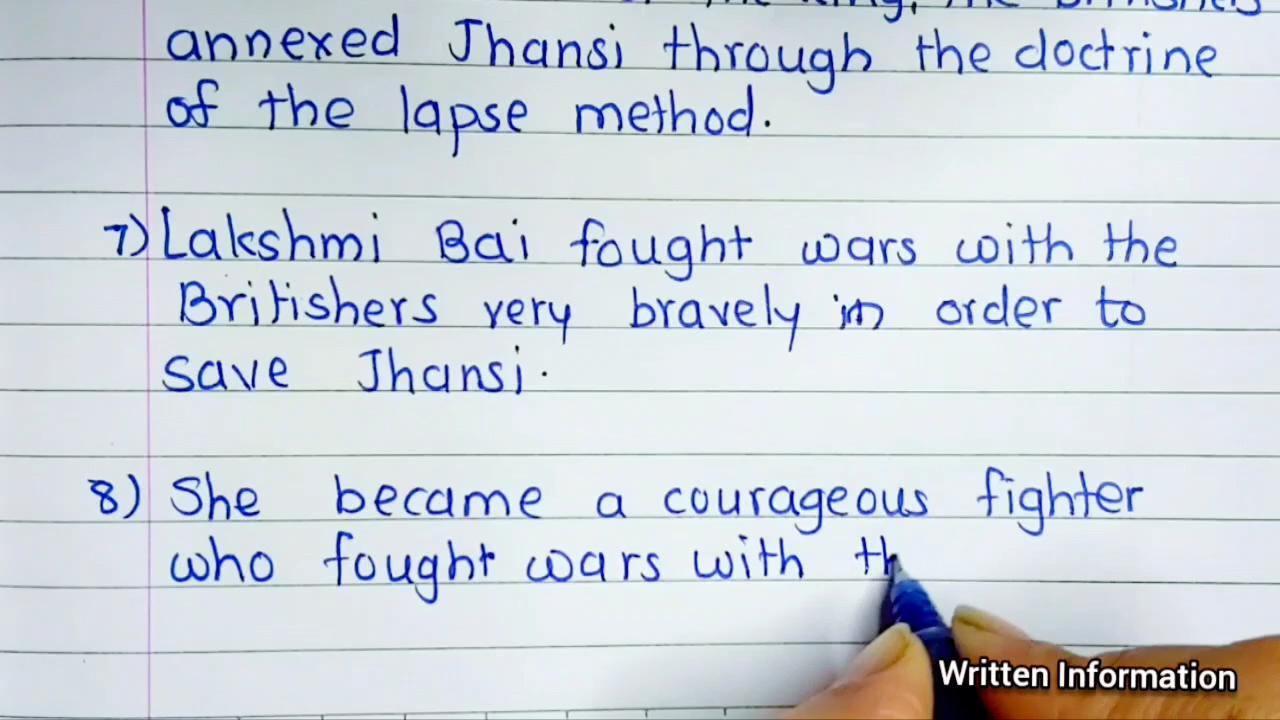 annexed Jhansi through the doctrine
of the lapse method.
7) Lakshmi Bai fought wars with the
Britishers very bravely in order to
save Jhansi.
8) She became a courageous fighter
who fought wars with th
Written Information